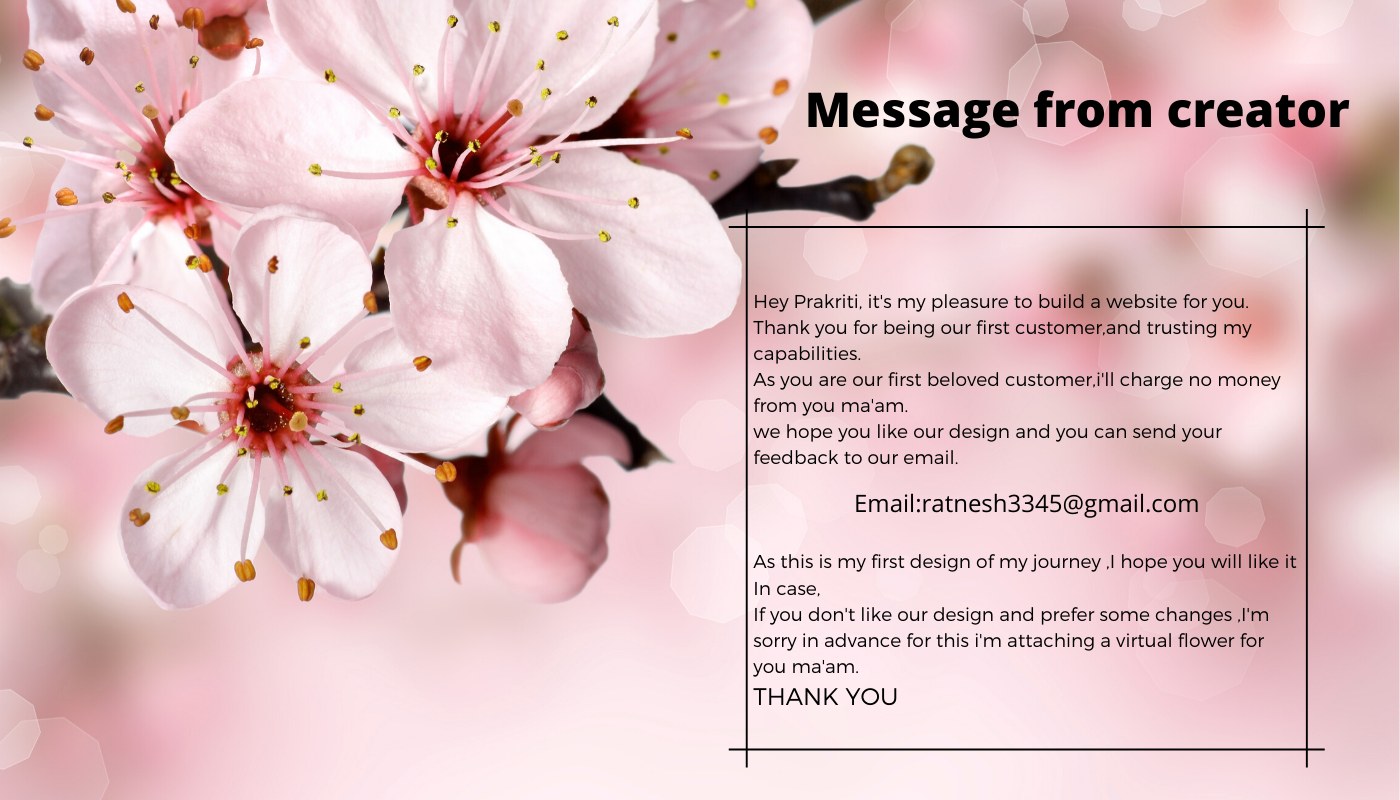 Message from creator
Hey Prakriti, it's my pleasure to build a website for you.
Thank you for being our first customer,and trusting my
capabilities.
As you are our first beloved customer,i'll charge no money
from you ma'am.
we hope you like our design and you can send your
feedback to our email.
Email:ratnesh3345@gmail.com
As this is my first design of my journey ,I hope you will like it
In case,
If you don't like our design and prefer some changes ,I'm
sorry in advance for this i'm attaching a virtual flower for
you ma'am.
THANK YOU